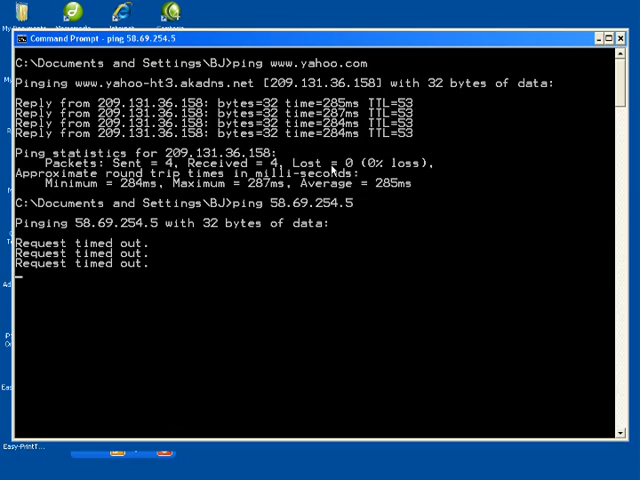 My Documents
Internet
Command Prompt - ping 58.69.254.5
C:\Documents and Settings\BJ>ping www.yahoo.com
Pinging www.yahoo-ht3.akadns.net [209.131.36.158] with 32 bytes of data:
Reply from 209.131.36.158: bytes=32 time=285ms TTL=53
Reply from 209.131.36.158: bytes=32 time=287ms TTL=53
Reply from 209.131.36.158: bytes=32 time=284ms TTL=53
Reply from 209.131.36.158: bytes=32 time=284ms TTL=53
Ping statistics for 209.131.36.158:
Packets: Sent = 4, Received = 4, Lost = 0 (0% loss),
Approximate round trip times in milli-seconds:
Minimum = 284ms, Maximum = 287ms, Average = 285ms
C:\Documents and Settings\BJ>ping 58.69.254.5
Pinging 58.69.254.5 with 32 bytes of data:
Request timed out.
Request timed out.
Request timed out.
Easy-PrintT...